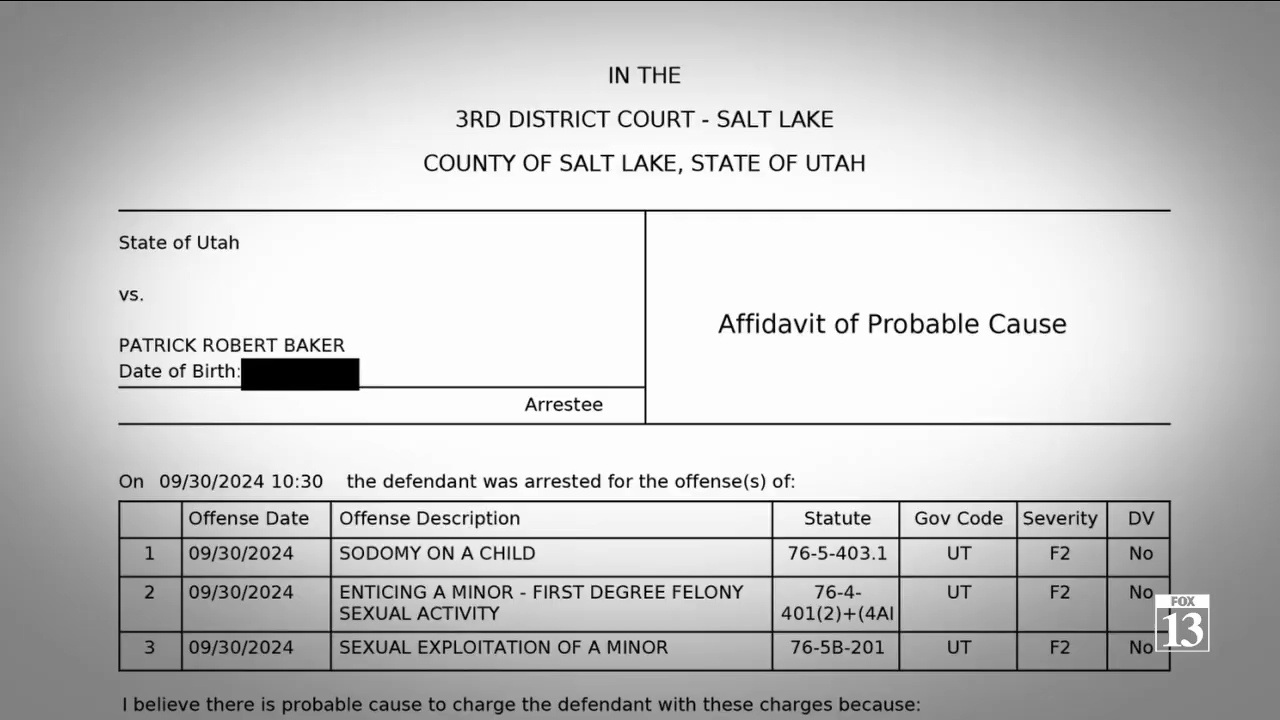 IN THE
3RD DISTRICT COURT - SALT LAKE
COUNTY OF SALT LAKE, STATE OF UTAH
State of Utah
vs.
PATRICK ROBERT BAKER
Date of Birth:
Arrestee
Affidavit of Probable Cause
On 09/30/2024 10:30 the defendant was arrested for the offense(s) of:
Offense Date Offense Description Statute Gov Code Severity DV
1 09/30/2024 SODOMY ON A CHILD 76-5-403.1 UT F2 No
2 09/30/2024 ENTICING A MINOR - FIRST DEGREE FELONY 76-4- UT F2 No
SEXUAL ACTIVITY 401(2)+(4AI
3 09/30/2024 SEXUAL EXPLOITATION OF A MINOR 76-5B-201 UT F2 No
FOX
13
I believe there is probable cause to charge the defendant with these charges because: